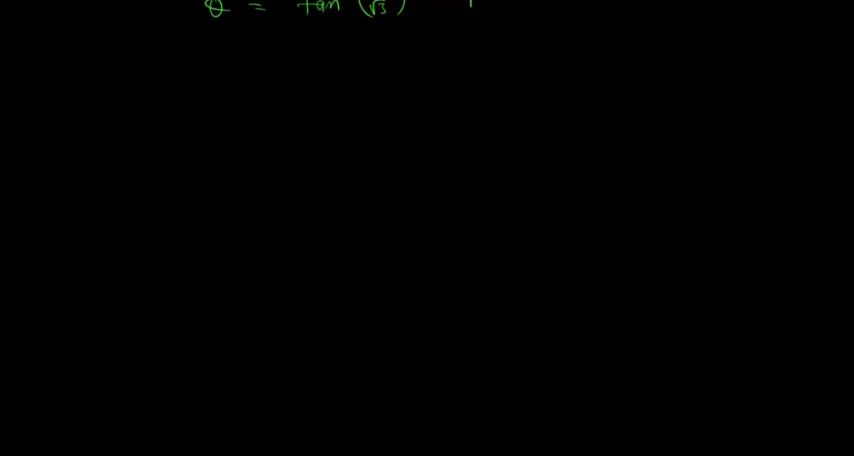 θ = tan (√3)